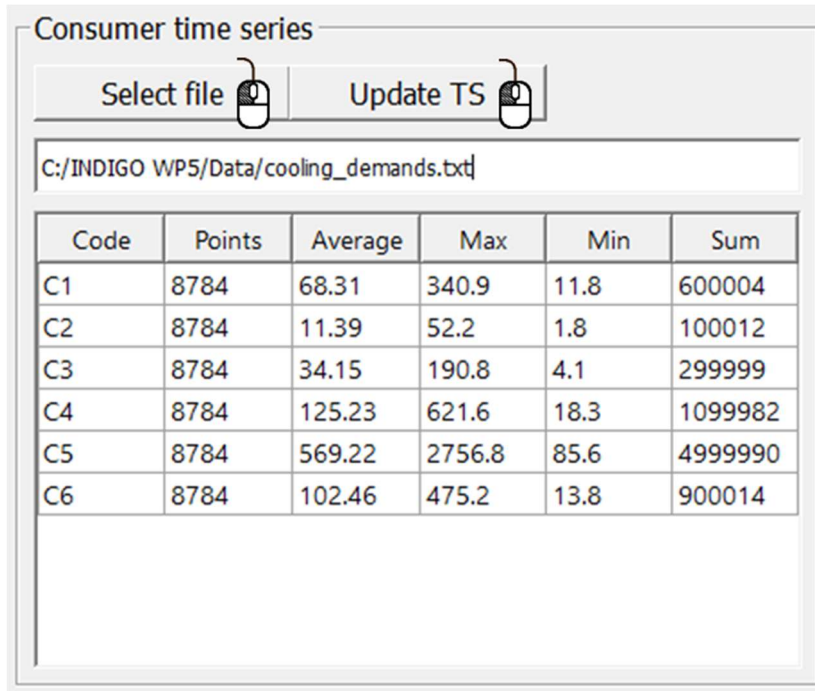 Consumer time series
Select file Update TS
C:/INDIGO WP5/Data/cooling_demands.txt
Code Points Average Max Min Sum
C1 8784 68.31 340.9 11.8 600004
C2 8784 11.39 52.2 1.8 100012
C3 8784 34.15 190.8 4.1 299999
C4 8784 125.23 621.6 18.3 1099982
C5 8784 569.22 2756.8 85.6 4999990
C6 8784 102.46 475.2 13.8 900014